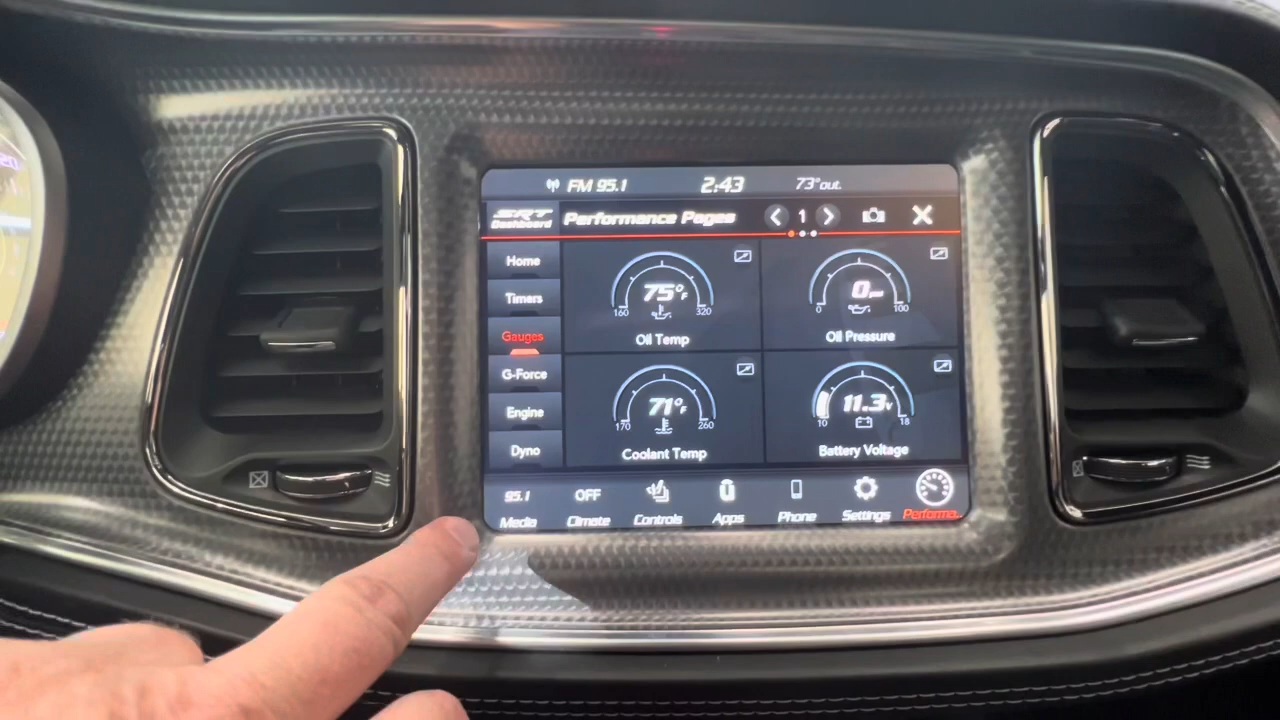 FM 95.1 2:43 73°out.
SRT Dashboard Performance Pages 1
Home
Timers
Gauges
G-Force
Engine
Dyno
75°F
160 320
Oil Temp
0
0 100
Oil Pressure
71°F
170 260
Coolant Temp
11.3v
10 18
Battery Voltage
95.1 OFF
Media Climate Controls Apps Phone Settings Performa..